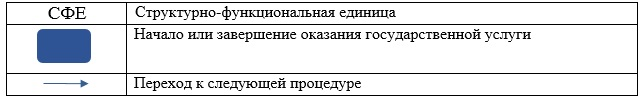 СФЕ Структурно-функциональная единица
Начало или завершение оказания государственной услуги
Переход к следующей процедуре